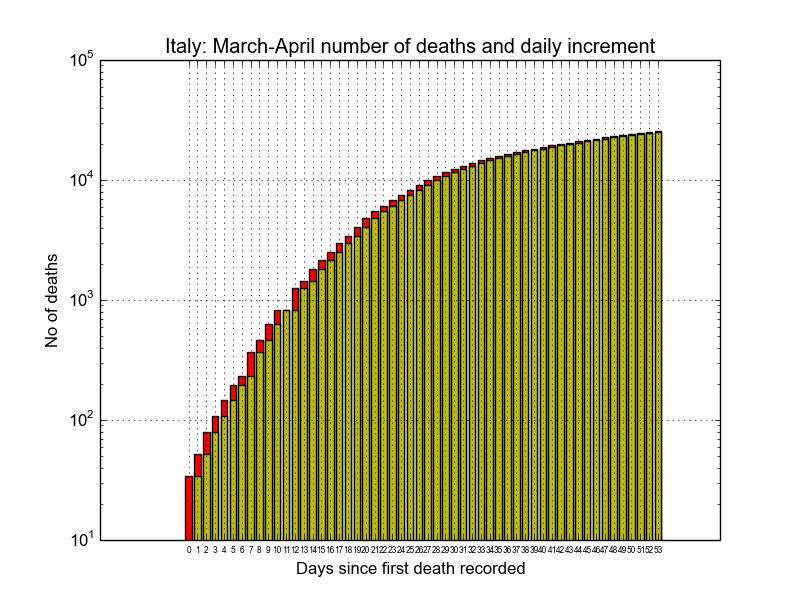 Italy: March-April number of deaths and daily increment
10^5
10^4
10^3
10^2
10^1
No of deaths
0 1 2 3 4 5 6 7 8 9 10 11 12 13 14 15 16 17 18 19 20 21 22 23 24 25 26 27 28 29 30 31 32 33 34 35 36 37 38 39 40 41 42 43 44 45 46 47 48 49 50 51 52 53
Days since first death recorded